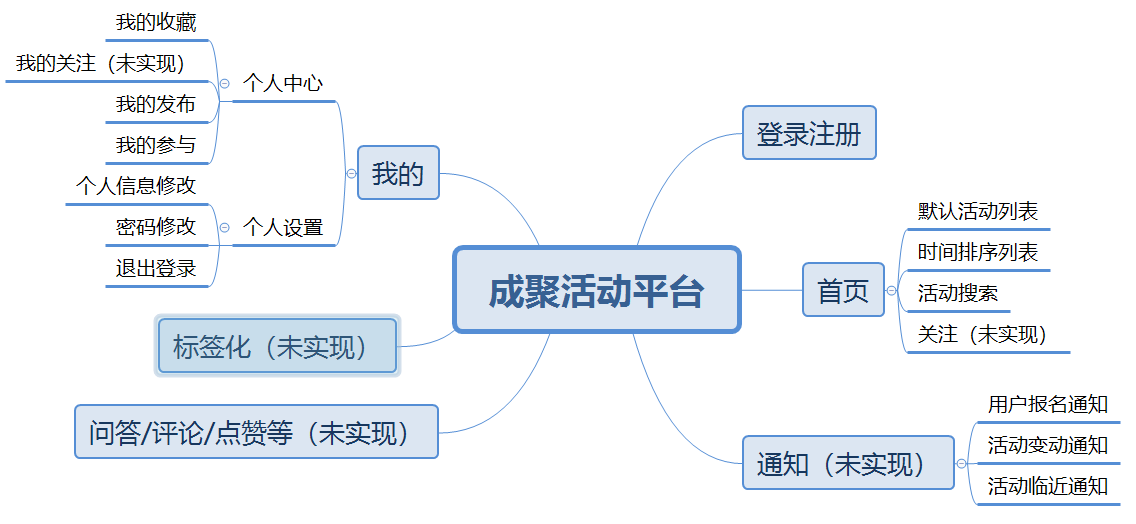 成聚活动平台
登录注册
首页
默认活动列表
时间排序列表
活动搜索
关注（未实现）
通知（未实现）
用户报名通知
活动变动通知
活动临近通知
我的
个人中心
我的收藏
我的关注（未实现）
我的发布
我的参与
个人设置
个人信息修改
密码修改
退出登录
标签化（未实现）
问答/评论/点赞等（未实现）